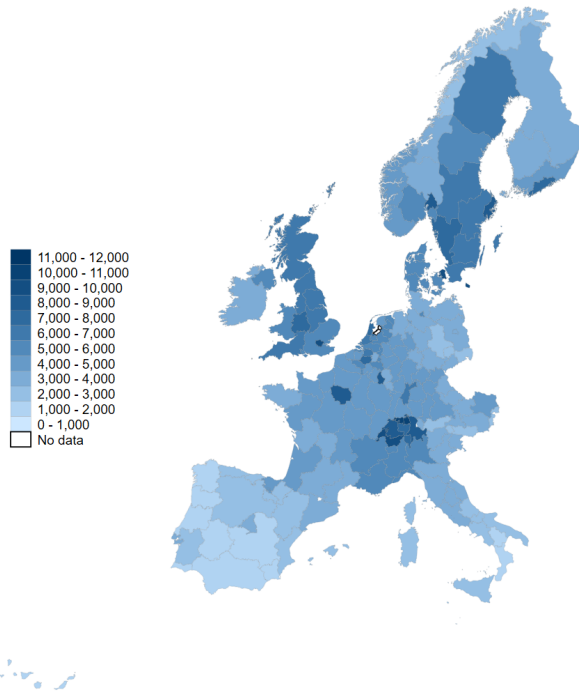 11,000 - 12,000
10,000 - 11,000
9,000 - 10,000
8,000 - 9,000
7,000 - 8,000
6,000 - 7,000
5,000 - 6,000
4,000 - 5,000
3,000 - 4,000
2,000 - 3,000
1,000 - 2,000
0 - 1,000
No data